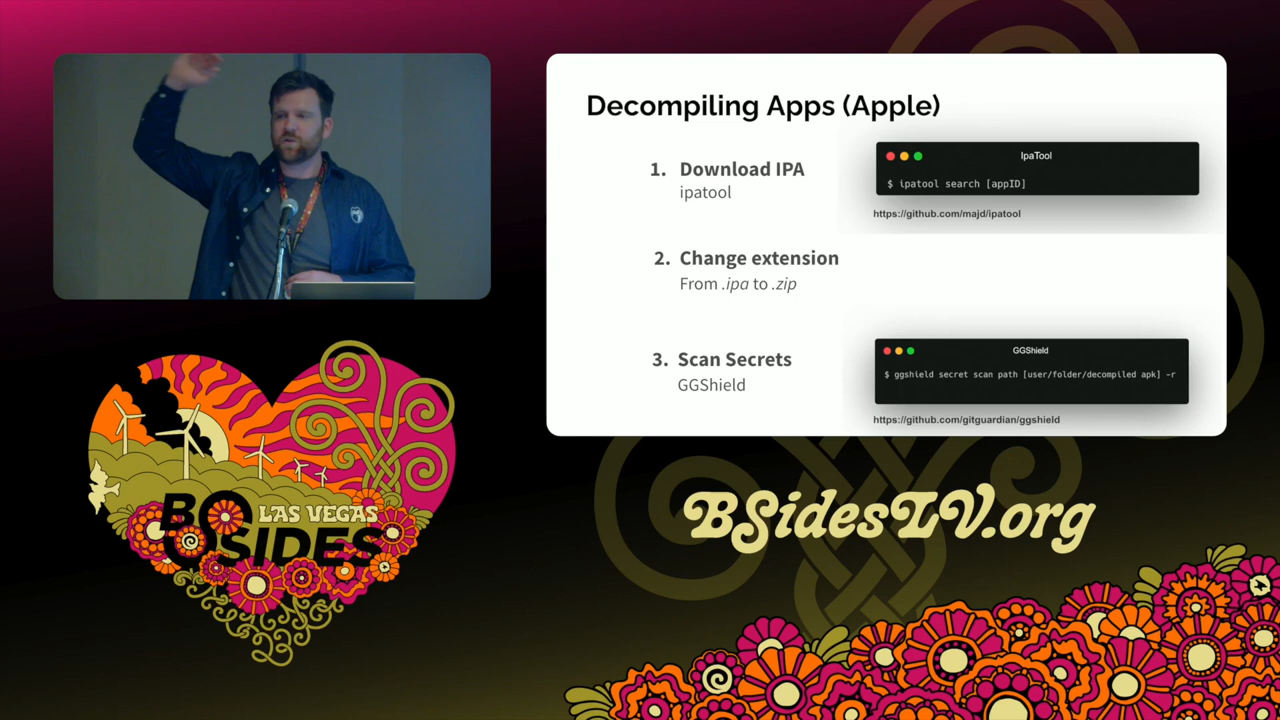 Decompiling Apps (Apple)
1. Download IPA
ipatool
IpaTool
$ ipatool search [appID]
https://github.com/majd/ipatool
2. Change extension
From .ipa to .zip
3. Scan Secrets
GGShield
GGShield
$ ggshield secret scan path [user/folder/decompiled apk] -r
https://github.com/gitguardian/ggshield
BSidesLV.org
BSIDES
LAS VEGAS
23